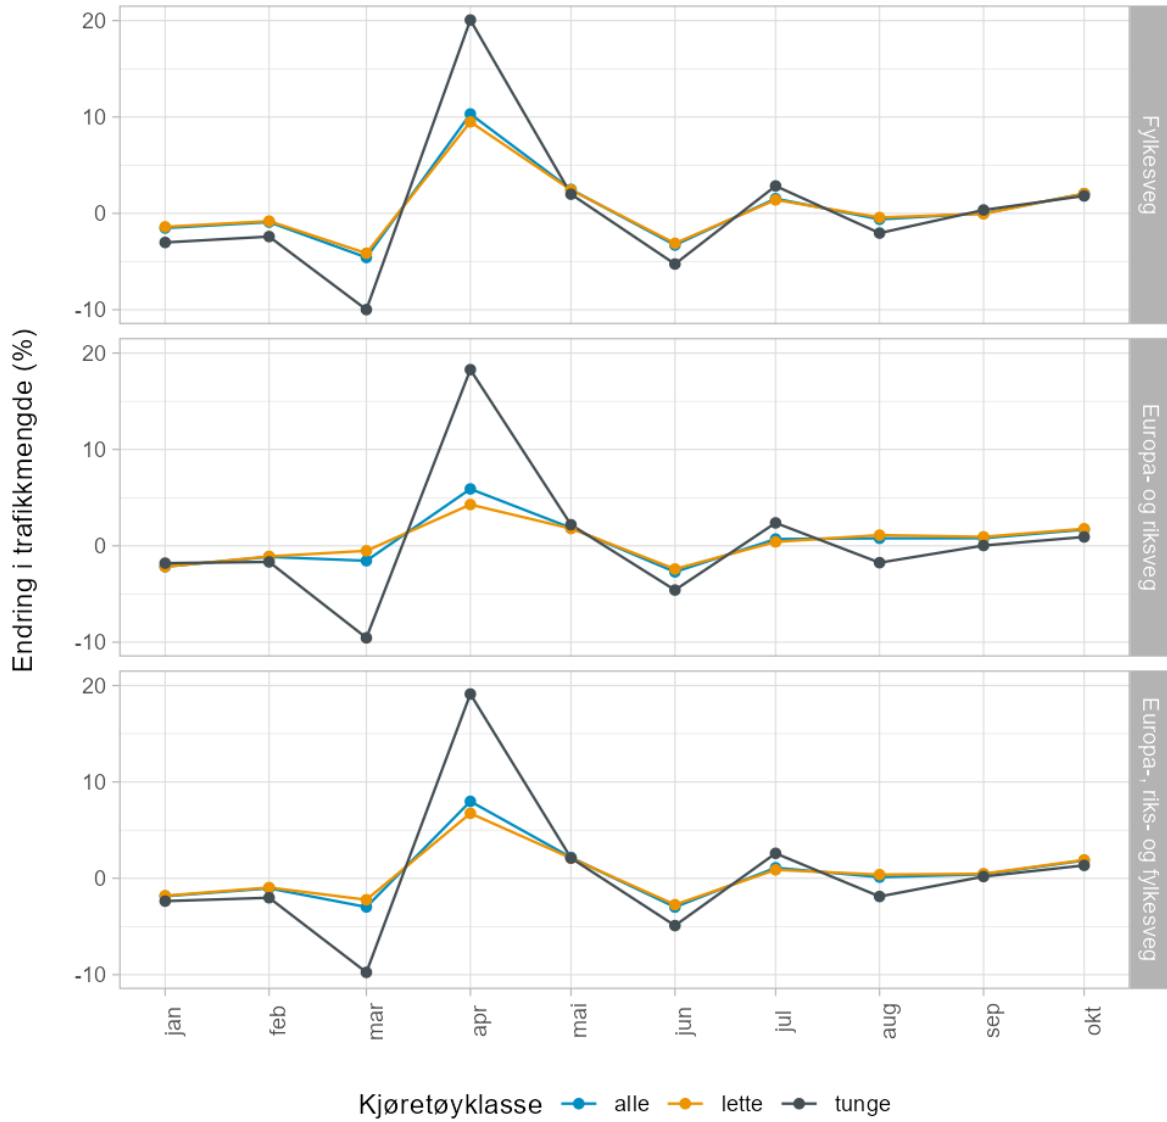 Endring i trafikkmengde (%)
20
10
0
-10
Fylkesveg
20
10
0
-10
Europa- og riksveg
20
10
0
-10
Europa-, riks- og fylkesveg
jan
feb
mar
apr
mai
jun
jul
aug
sep
okt
Kjøretøyklasse alle lette tunge